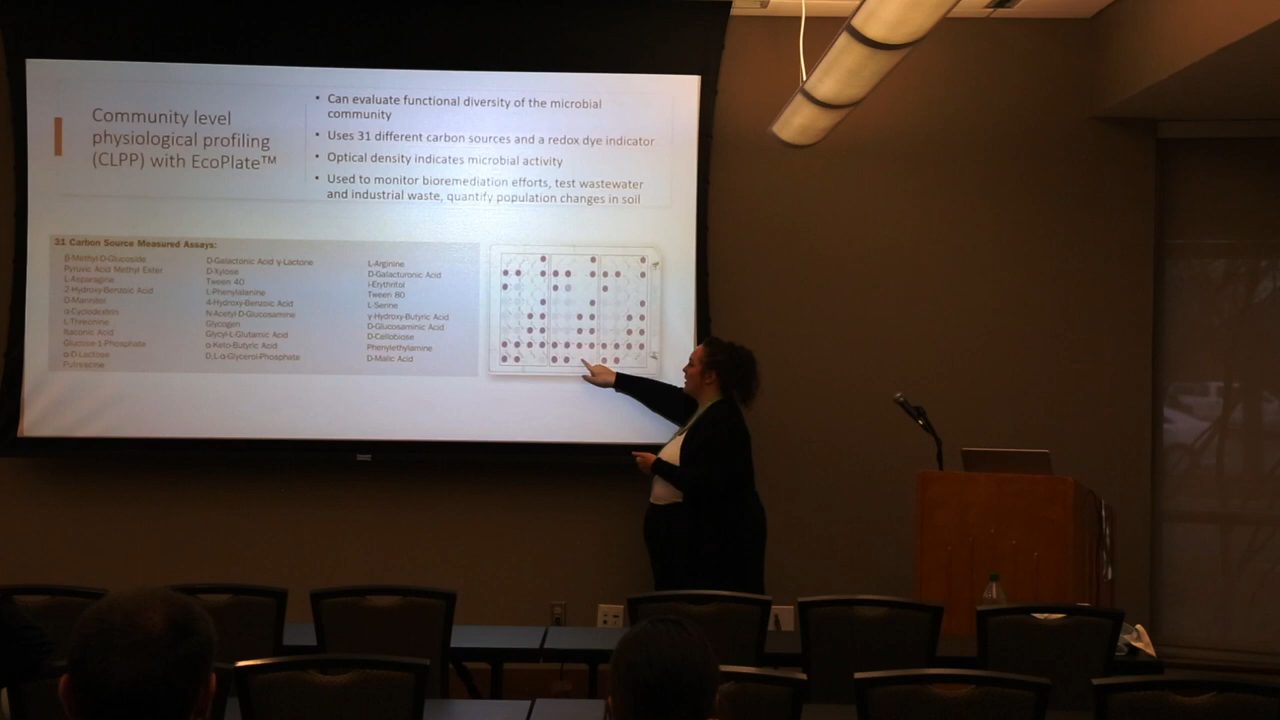 Community level
physiological profiling
(CLPP) with EcoPlate™
• Can evaluate functional diversity of the microbial
community
• Uses 31 different carbon sources and a redox dye indicator
• Optical density indicates microbial activity
• Used to monitor bioremediation efforts, test wastewater
and industrial waste, quantify population changes in soil
31 Carbon Source Measured Assays:
β-Methyl-D-Glucoside
Pyruvic Acid Methyl Ester
L-Asparagine
2-Hydroxy-Benzoic Acid
D-Mannitol
α-Cyclodextrin
L-Threonine
Itaconic Acid
Glucose-1-Phosphate
α-D-Lactose
Putrescine
D-Galactonic Acid γ-Lactone
D-Xylose
Tween 40
L-Phenylalanine
4-Hydroxy-Benzoic Acid
N-Acetyl-D-Glucosamine
Glycogen
Glycyl-L-Glutamic Acid
α-Keto-Butyric Acid
D,L-α-Glycerol-Phosphate
L-Arginine
D-Galacturonic Acid
i-Erythritol
Tween 80
L-Serine
γ-Hydroxy-Butyric Acid
D-Glucosaminic Acid
D-Cellobiose
Phenylethylamine
D-Malic Acid